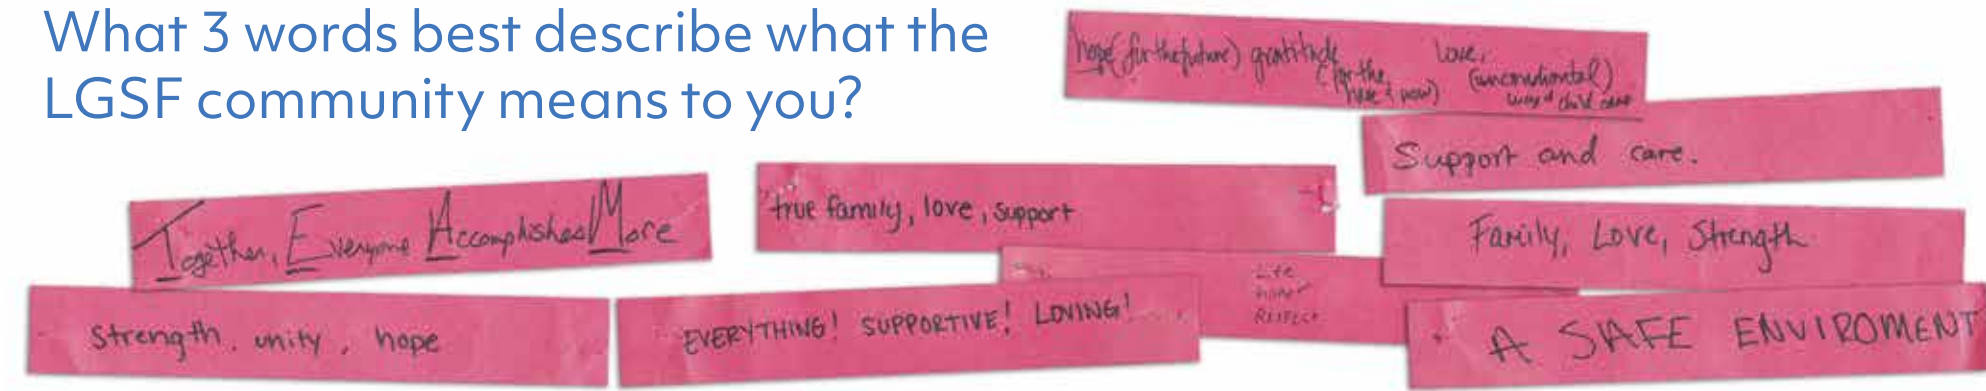 What 3 words best describe what the
LGSF community means to you?
hope (for the future) gratitude (for the here & now) love, (unconditional)
Support and care.
Together, Everyone Accomplishes More
true family, love, support
Family, Love, Strength
Strength, unity, hope
EVERYTHING! SUPPORTIVE! LOVING!
Life
RESPECT
A SAFE ENVIROMENT